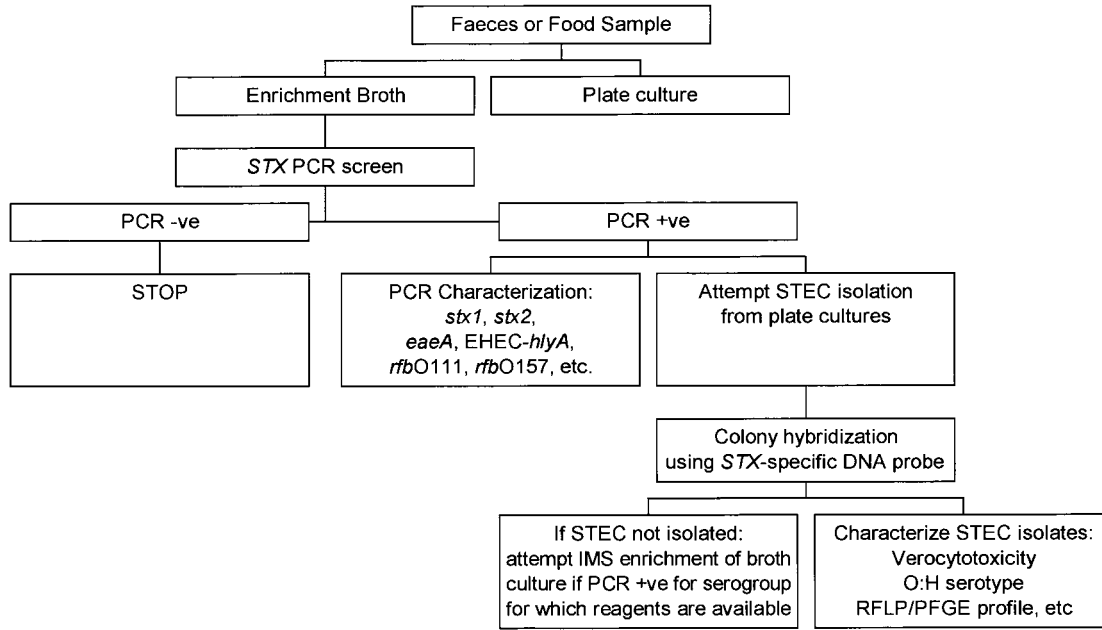 Faeces or Food Sample
Enrichment Broth
Plate culture
STX PCR screen
PCR -ve
PCR +ve
STOP
PCR Characterization:
stx1, stx2,
eaeA, EHEC-hlyA,
rfbO111, rfbO157, etc.
Attempt STEC isolation
from plate cultures
Colony hybridization
using STX-specific DNA probe
If STEC not isolated:
attempt IMS enrichment of broth
culture if PCR +ve for serogroup
for which reagents are available
Characterize STEC isolates:
Verocytotoxicity
O:H serotype
RFLP/PFGE profile, etc